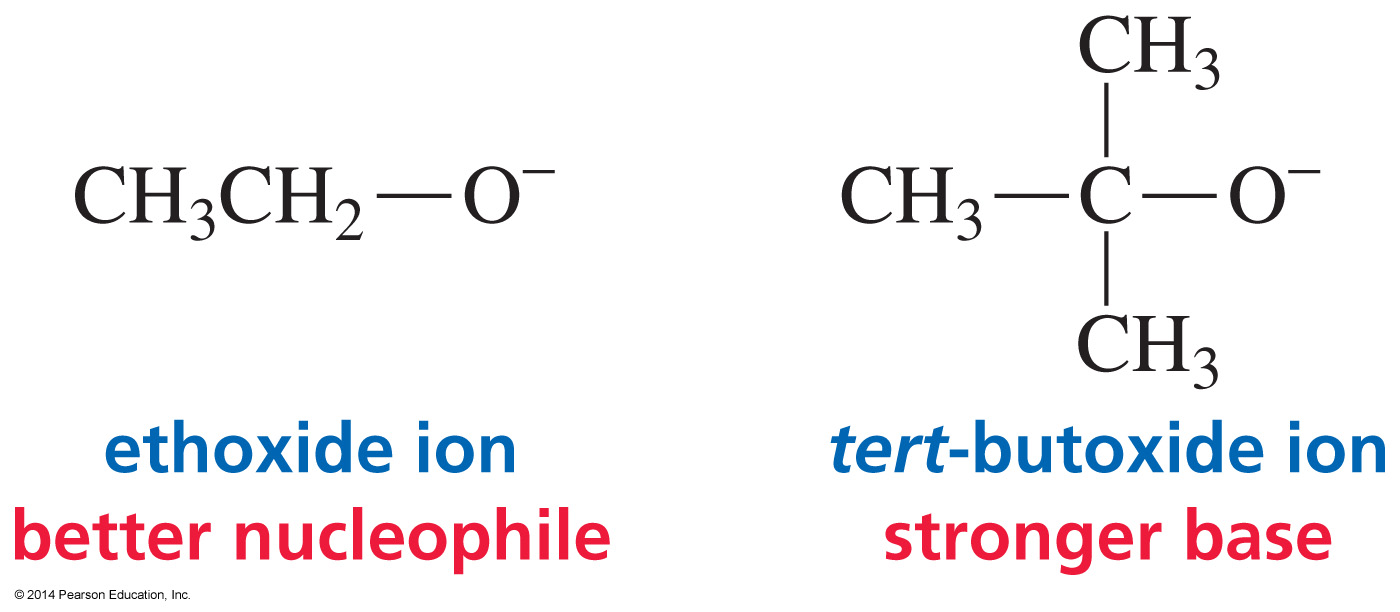 CH₃
CH₃CH₂—O⁻
CH₃—C—O⁻
CH₃
ethoxide ion
better nucleophile
tert-butoxide ion
stronger base
© 2014 Pearson Education, Inc.